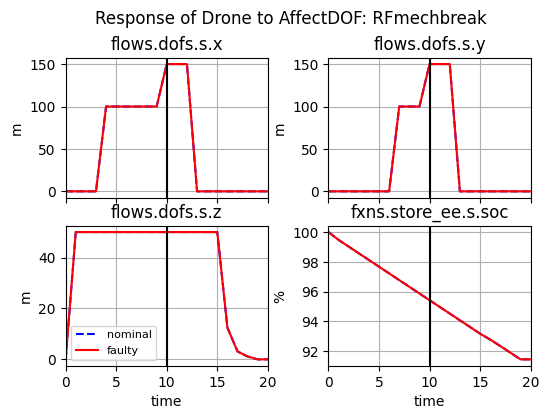 Response of Drone to AffectDOF: RFmechbreak
flows.dofs.s.x
flows.dofs.s.y
150
100
50
0
m
150
100
50
0
m
flows.dofs.s.z
fxns.store_ee.s.soc
40
20
0
m
nominal
faulty
0
5
10
15
20
time
100
98
96
94
92
%
0
5
10
15
20
time